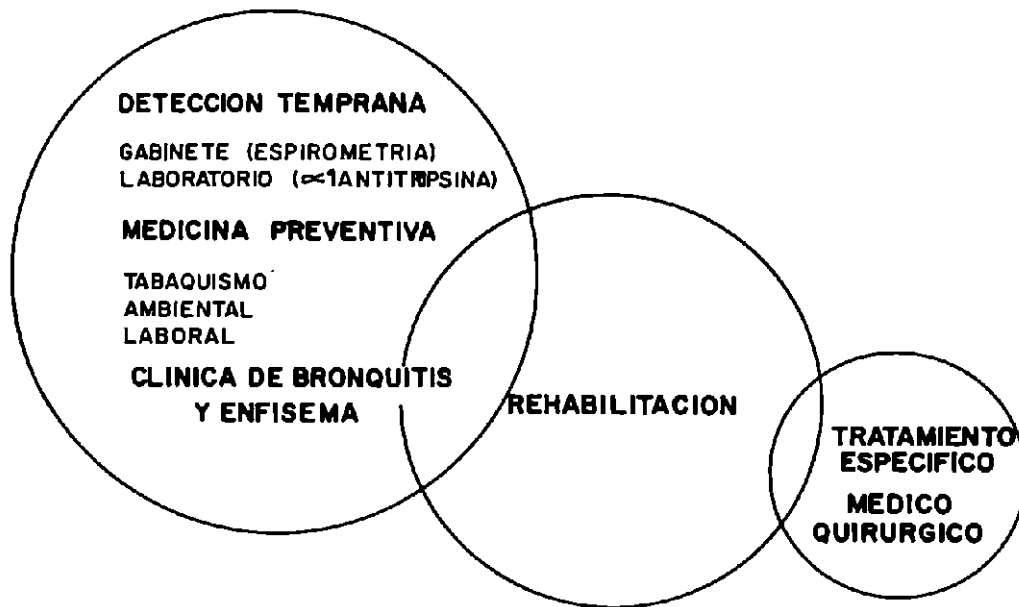 DETECCION TEMPRANA
GABINETE (ESPIROMETRIA)
LABORATORIO (∝1ANTITRIPSINA)
MEDICINA PREVENTIVA
TABAQUISMO
AMBIENTAL
LABORAL
CLINICA DE BRONQUITIS
Y ENFISEMA
REHABILITACION
TRATAMIENTO
ESPECIFICO
MEDICO
QUIRURGICO